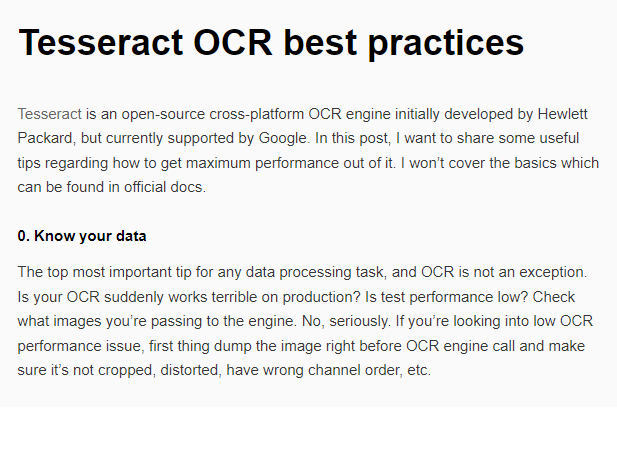 Tesseract OCR best practices
Tesseract is an open-source cross-platform OCR engine initially developed by Hewlett
Packard, but currently supported by Google. In this post, I want to share some useful
tips regarding how to get maximum performance out of it. I won’t cover the basics which
can be found in official docs.
0. Know your data
The top most important tip for any data processing task, and OCR is not an exception.
Is your OCR suddenly works terrible on production? Is test performance low? Check
what images you’re passing to the engine. No, seriously. If you’re looking into low OCR
performance issue, first thing dump the image right before OCR engine call and make
sure it’s not cropped, distorted, have wrong channel order, etc.